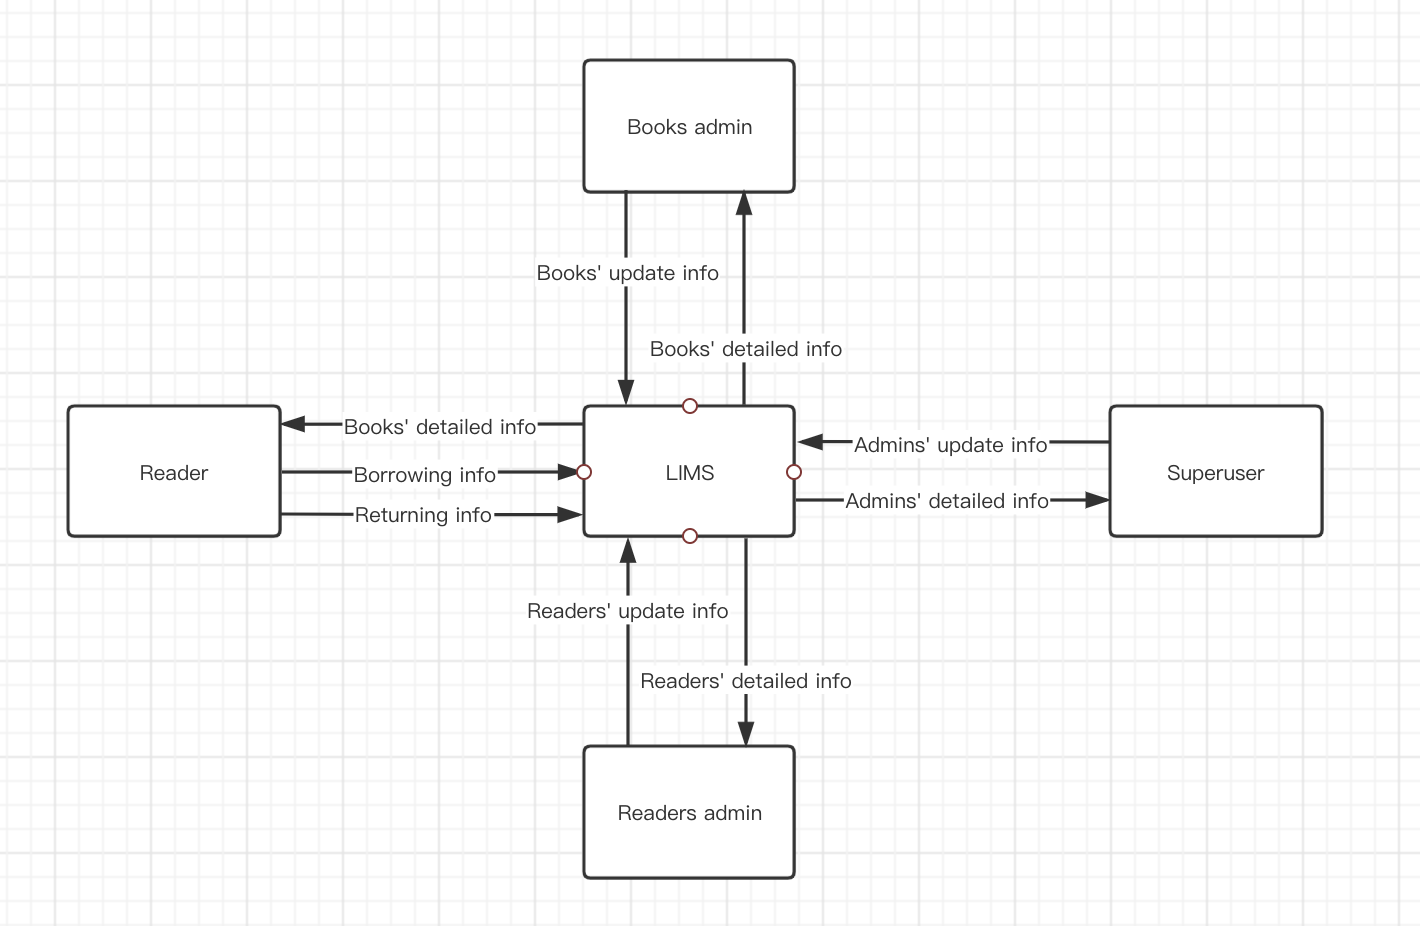 Books admin
Books' update info
Books' detailed info
Books' detailed info
Admins' update info
Reader
Borrowing info
LIMS
Superuser
Admins' detailed info
Returning info
Readers' update info
Readers' detailed info
Readers admin